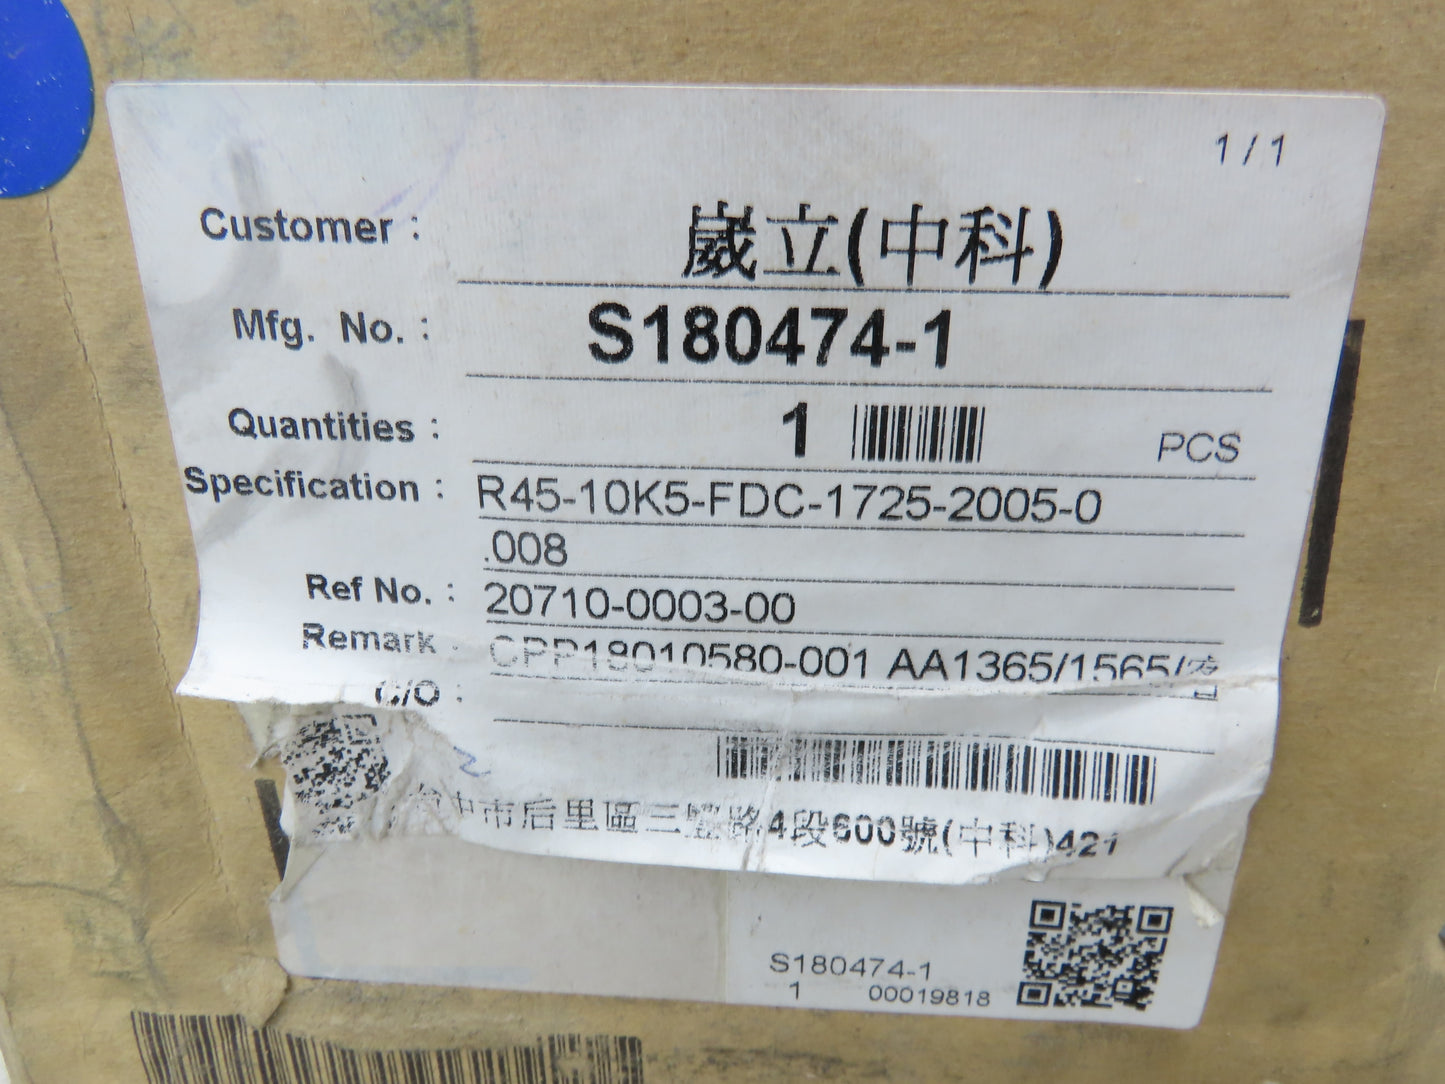 1 / 1
Customer : 崴立(中科)
Mfg. No. : S180474-1
Quantities : 1 PCS
Specification : R45-10K5-FDC-1725-2005-0
.008
Ref No. : 20710-0003-00
Remark : CPP18010580-001 AA1365/1565/
C/O :
中市后里區三豐路4段600號(中科)421
S180474-1
1 00019818